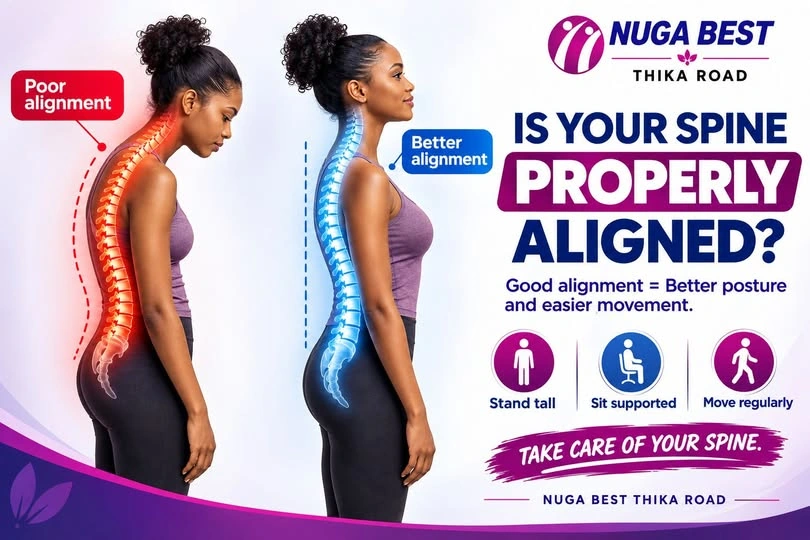 Poor
alignment
Better
alignment
NUGA BEST
THIKA ROAD
IS YOUR SPINE
PROPERLY
ALIGNED?
Good alignment = Better posture
and easier movement.
Stand tall
Sit supported
Move regularly
TAKE CARE OF YOUR SPINE.
NUGA BEST THIKA ROAD